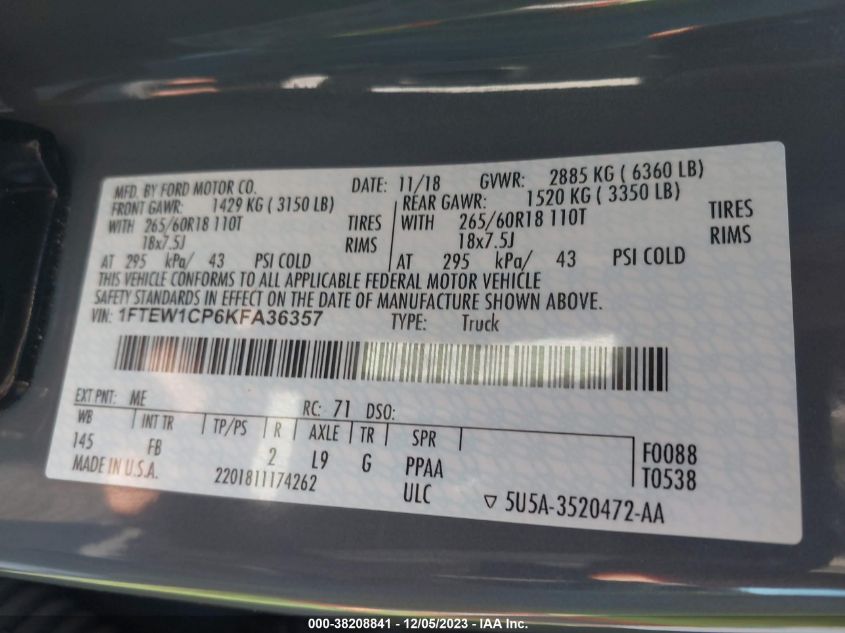 MFD. BY FORD MOTOR CO. DATE: 11/18 GVWR: 2885 KG ( 6360 LB)
FRONT GAWR: 1429 KG ( 3150 LB) REAR GAWR: 1520 KG ( 3350 LB)
WITH 265/60R18 110T TIRES WITH 265/60R18 110T TIRES
18x7.5J RIMS 18x7.5J RIMS
AT 295 kPa/ 43 PSI COLD AT 295 kPa/ 43 PSI COLD
THIS VEHICLE CONFORMS TO ALL APPLICABLE FEDERAL MOTOR VEHICLE
SAFETY STANDARDS IN EFFECT ON THE DATE OF MANUFACTURE SHOWN ABOVE.
VIN: 1FTEW1CP6KFA36357 TYPE: Truck
EXT PNT: ME RC: 71 DSO:
WB INT TR TP/PS R AXLE TR SPR
145 FB 2 L9 G PPAA F0088
T0538
MADE IN U.S.A. 2201811174262 ULC 5U5A-3520472-AA
000-38208841 - 12/05/2023 - IAA Inc.